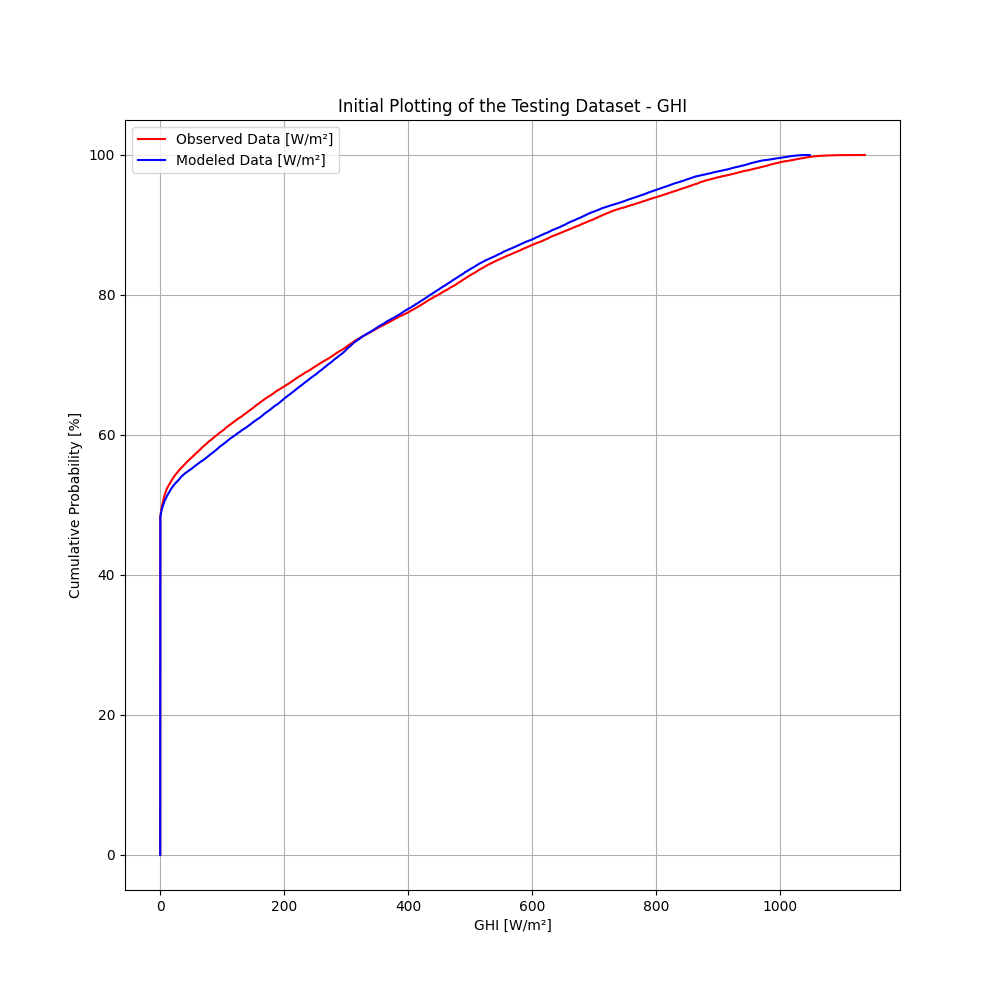 Initial Plotting of the Testing Dataset - GHI
Observed Data [W/m²]
Modeled Data [W/m²]
100
80
60
40
20
0
Cumulative Probability [%]
0 200 400 600 800 1000
GHI [W/m²]